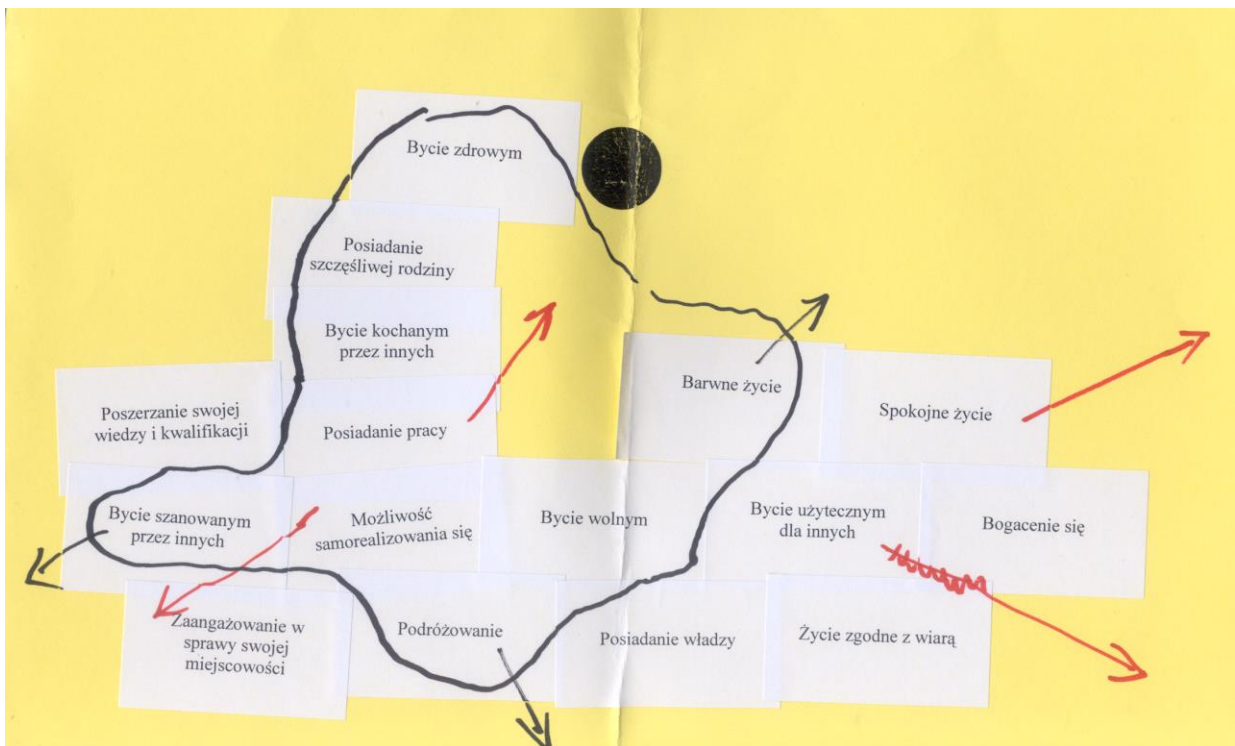 Bycie zdrowym
Posiadanie
szczęśliwej rodziny
Bycie kochanym
przez innych
Barwne życie
Spokojne życie
Poszerzanie swojej
wiedzy i kwalifikacji
Posiadanie pracy
Bycie szanowanym
przez innych
Możliwość
samorealizowania się
Bycie wolnym
Bycie użytecznym
dla innych
Bogacenie się
Zaangażowanie w
sprawy swojej
miejscowości
Podróżowanie
Posiadanie władzy
Życie zgodne z wiarą